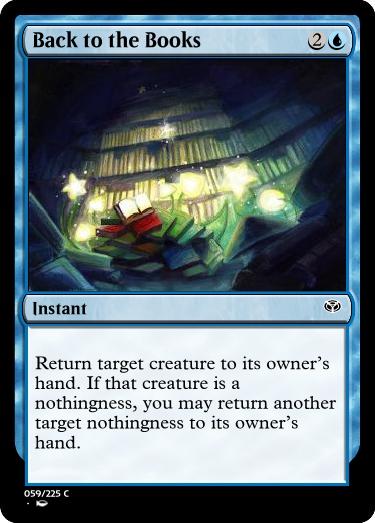 Back to the Books 2
Instant
Return target creature to its owner's
hand. If that creature is a
nothingness, you may return another
target nothingness to its owner's
hand.
059/225 C